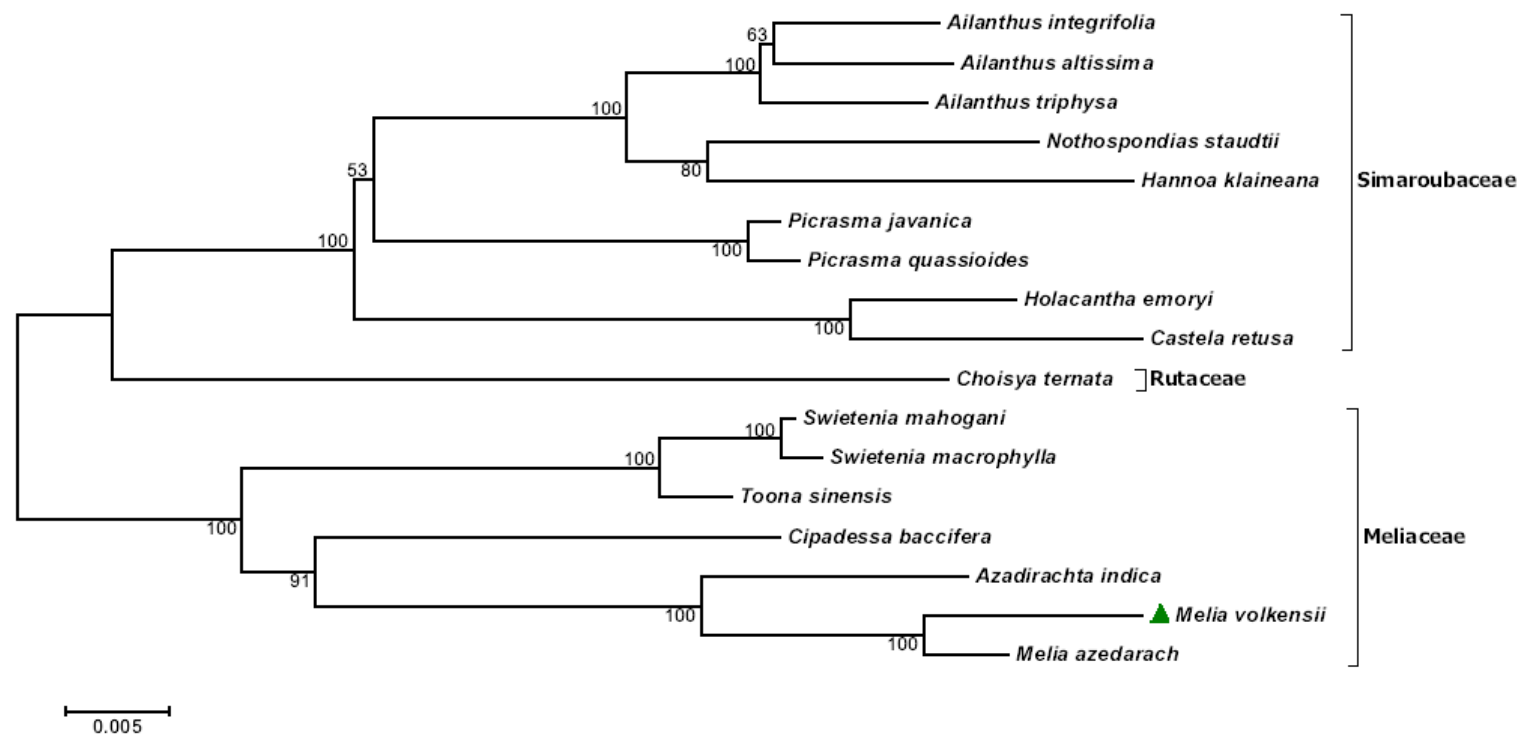 Ailanthus integrifolia
63
Ailanthus altissima
100
Ailanthus triphysa
100
Nothospondias staudtii
80
Hannoa klaineana
Simaroubaceae
53
Picrasma javanica
100
100
Picrasma quassioides
Holacantha emoryi
100
Castela retusa
Choisya ternata
Rutaceae
Swietenia mahogani
100
Swietenia macrophylla
100
Toona sinensis
100
Cipadessa baccifera
Meliaceae
91
Azadirachta indica
100
Melia volkensii
100
Melia azedarach
0.005